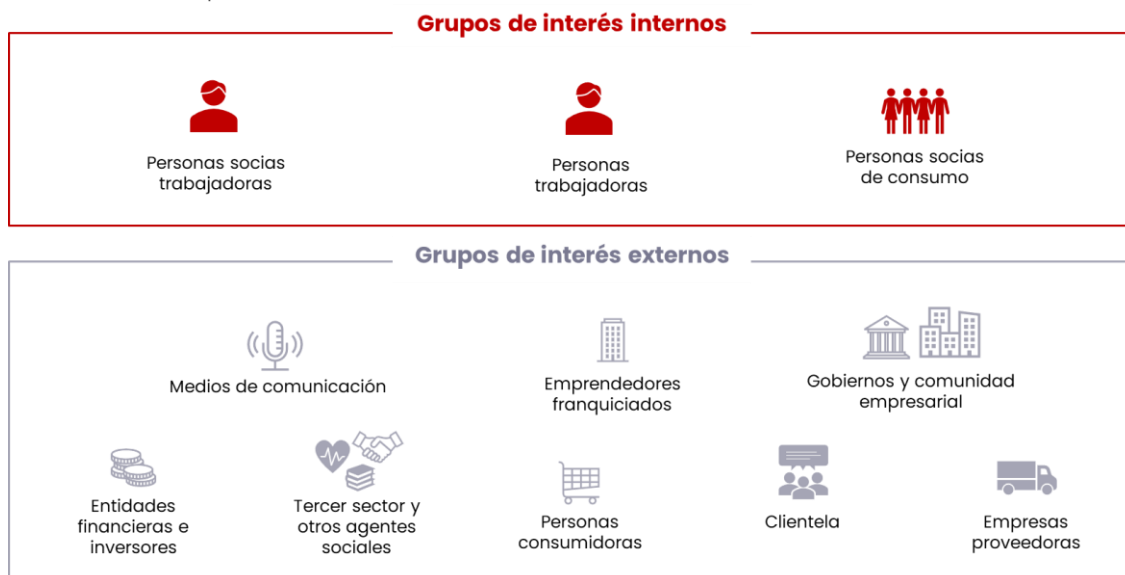 Grupos de interés internos
Personas socias
trabajadoras
Personas
trabajadoras
Personas socias
de consumo
Grupos de interés externos
Medios de comunicación
Emprendedores
franquiciados
Gobiernos y comunidad
empresarial
Entidades
financieras e
inversores
Tercer sector y
otros agentes
sociales
Personas
consumidoras
Clientela
Empresas
proveedoras